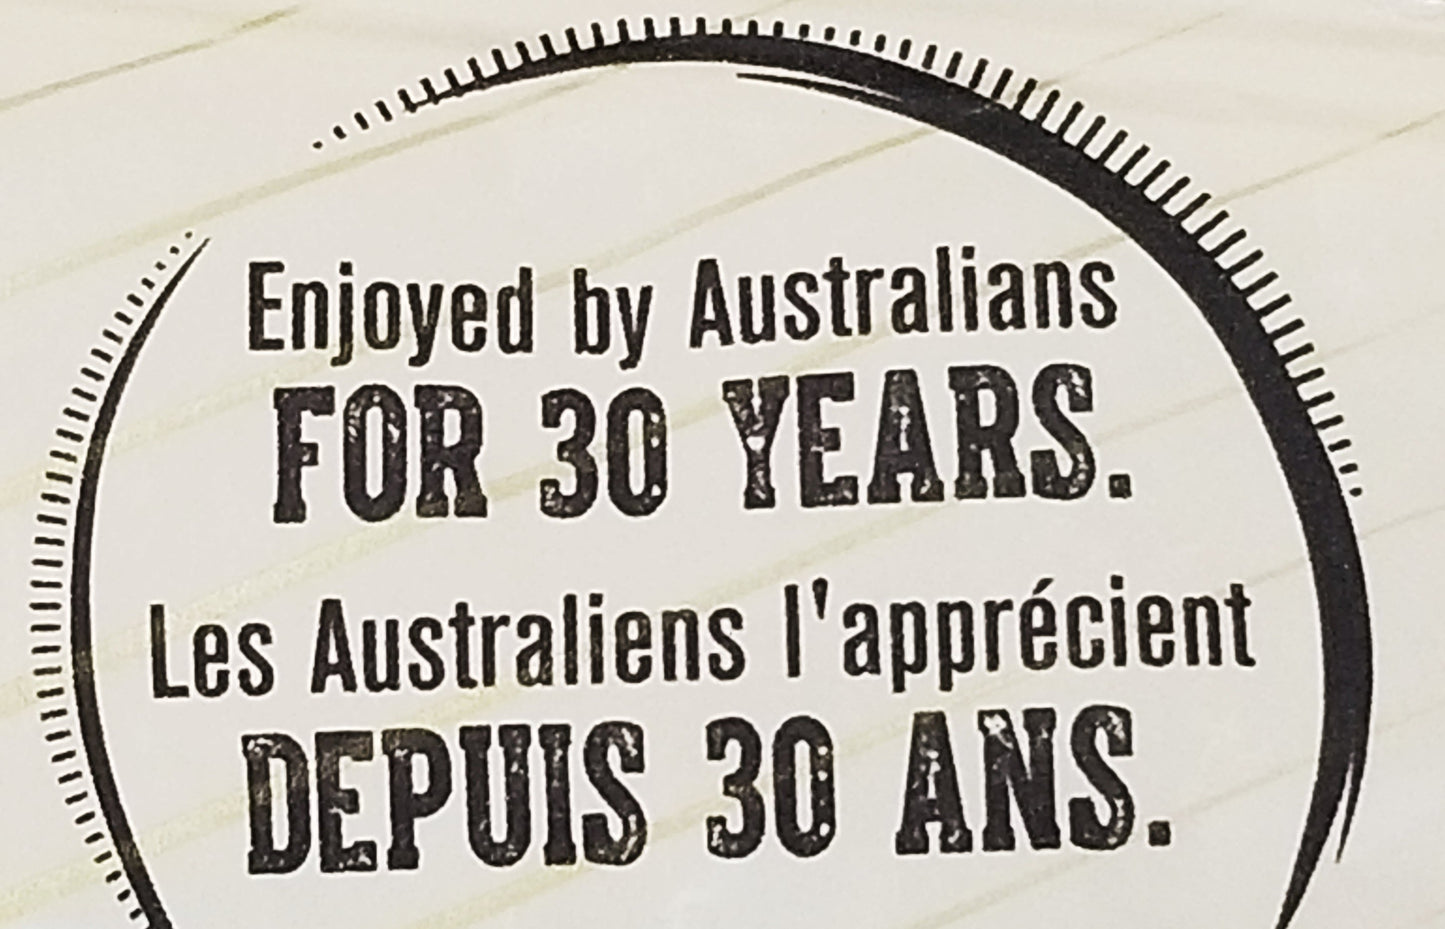 Enjoyed by Australians
FOR 30 YEARS.
Les Australiens l'apprécient
DEPUIS 30 ANS.